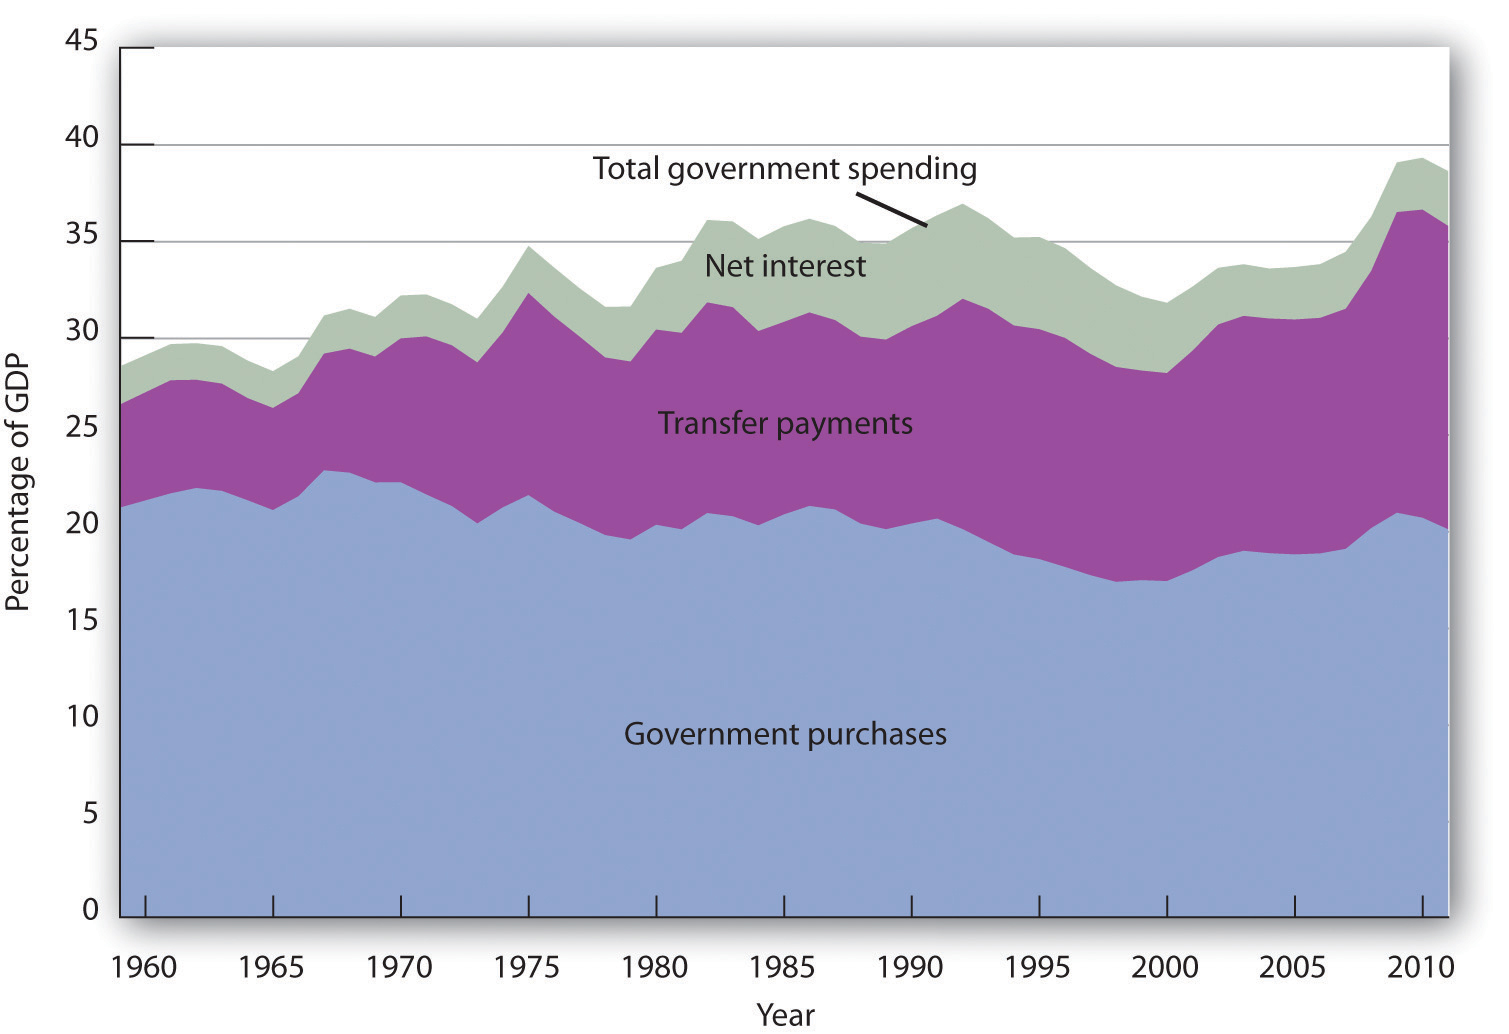 45
40
Total government spending
35
Net interest
30
Transfer payments
25
20
15
Government purchases
10
5
0
Percentage of GDP
1960 1965 1970 1975 1980 1985 1990 1995 2000 2005 2010
Year